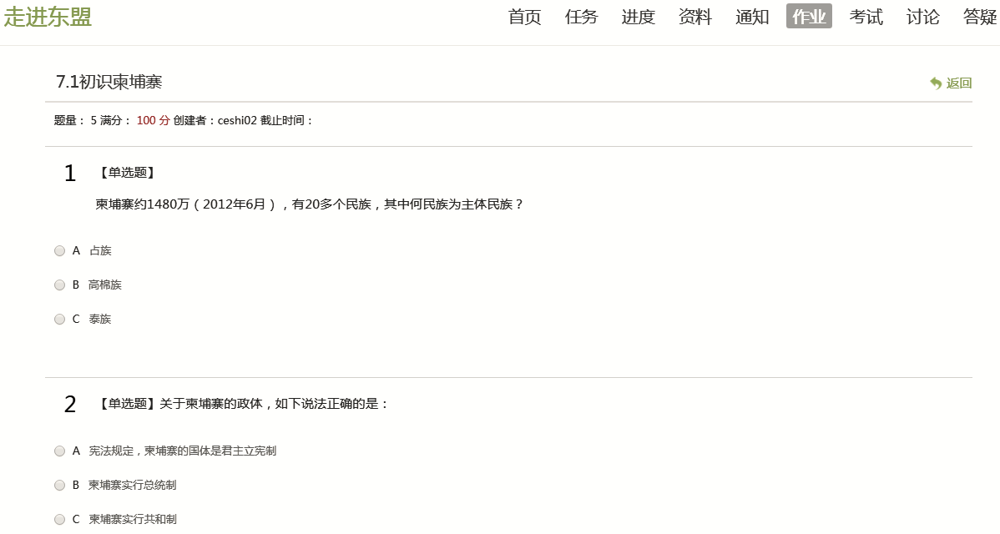 走进东盟
首页 任务 进度 资料 通知 作业 考试 讨论 答疑
7.1初识柬埔寨
返回
题量： 5 满分： 100 分 创建者：ceshi02 截止时间：
1 【单选题】
柬埔寨约1480万（2012年6月），有20多个民族，其中何民族为主体民族？
A 占族
B 高棉族
C 泰族
2 【单选题】关于柬埔寨的政体，如下说法正确的是：
A 宪法规定，柬埔寨的国体是君主立宪制
B 柬埔寨实行总统制
C 柬埔寨实行共和制